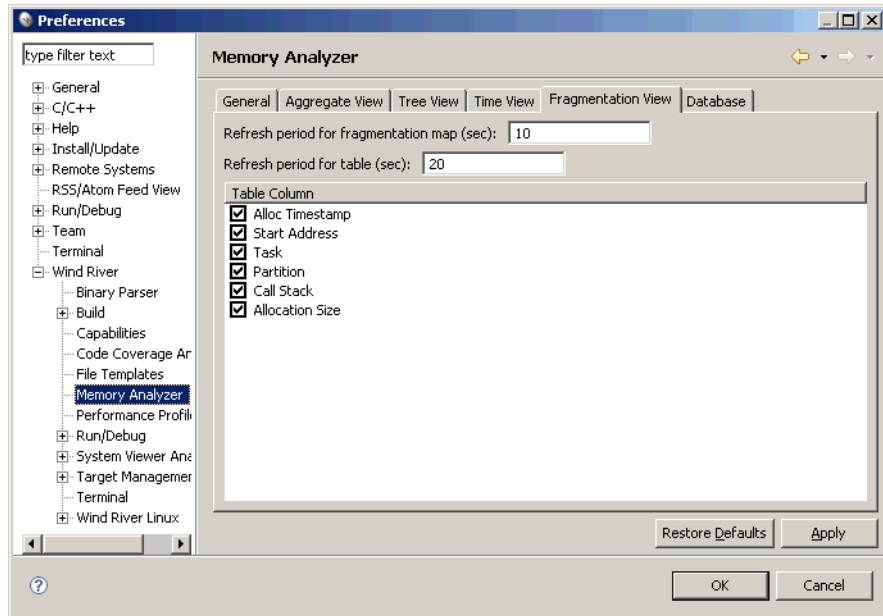 Preferences
type filter text
General
C/C++
Help
Install/Update
Remote Systems
RSS/Atom Feed View
Run/Debug
Team
Terminal
Wind River
Binary Parser
Build
Capabilities
Code Coverage Ar
File Templates
Memory Analyzer
Performance Profil
Run/Debug
System Viewer Ana
Target Managemer
Terminal
Wind River Linux
Memory Analyzer
General Aggregate View Tree View Time View Fragmentation View Database
Refresh period for fragmentation map (sec): 10
Refresh period for table (sec): 20
Table Column
Alloc Timestamp
Start Address
Task
Partition
Call Stack
Allocation Size
Restore Defaults Apply
OK Cancel